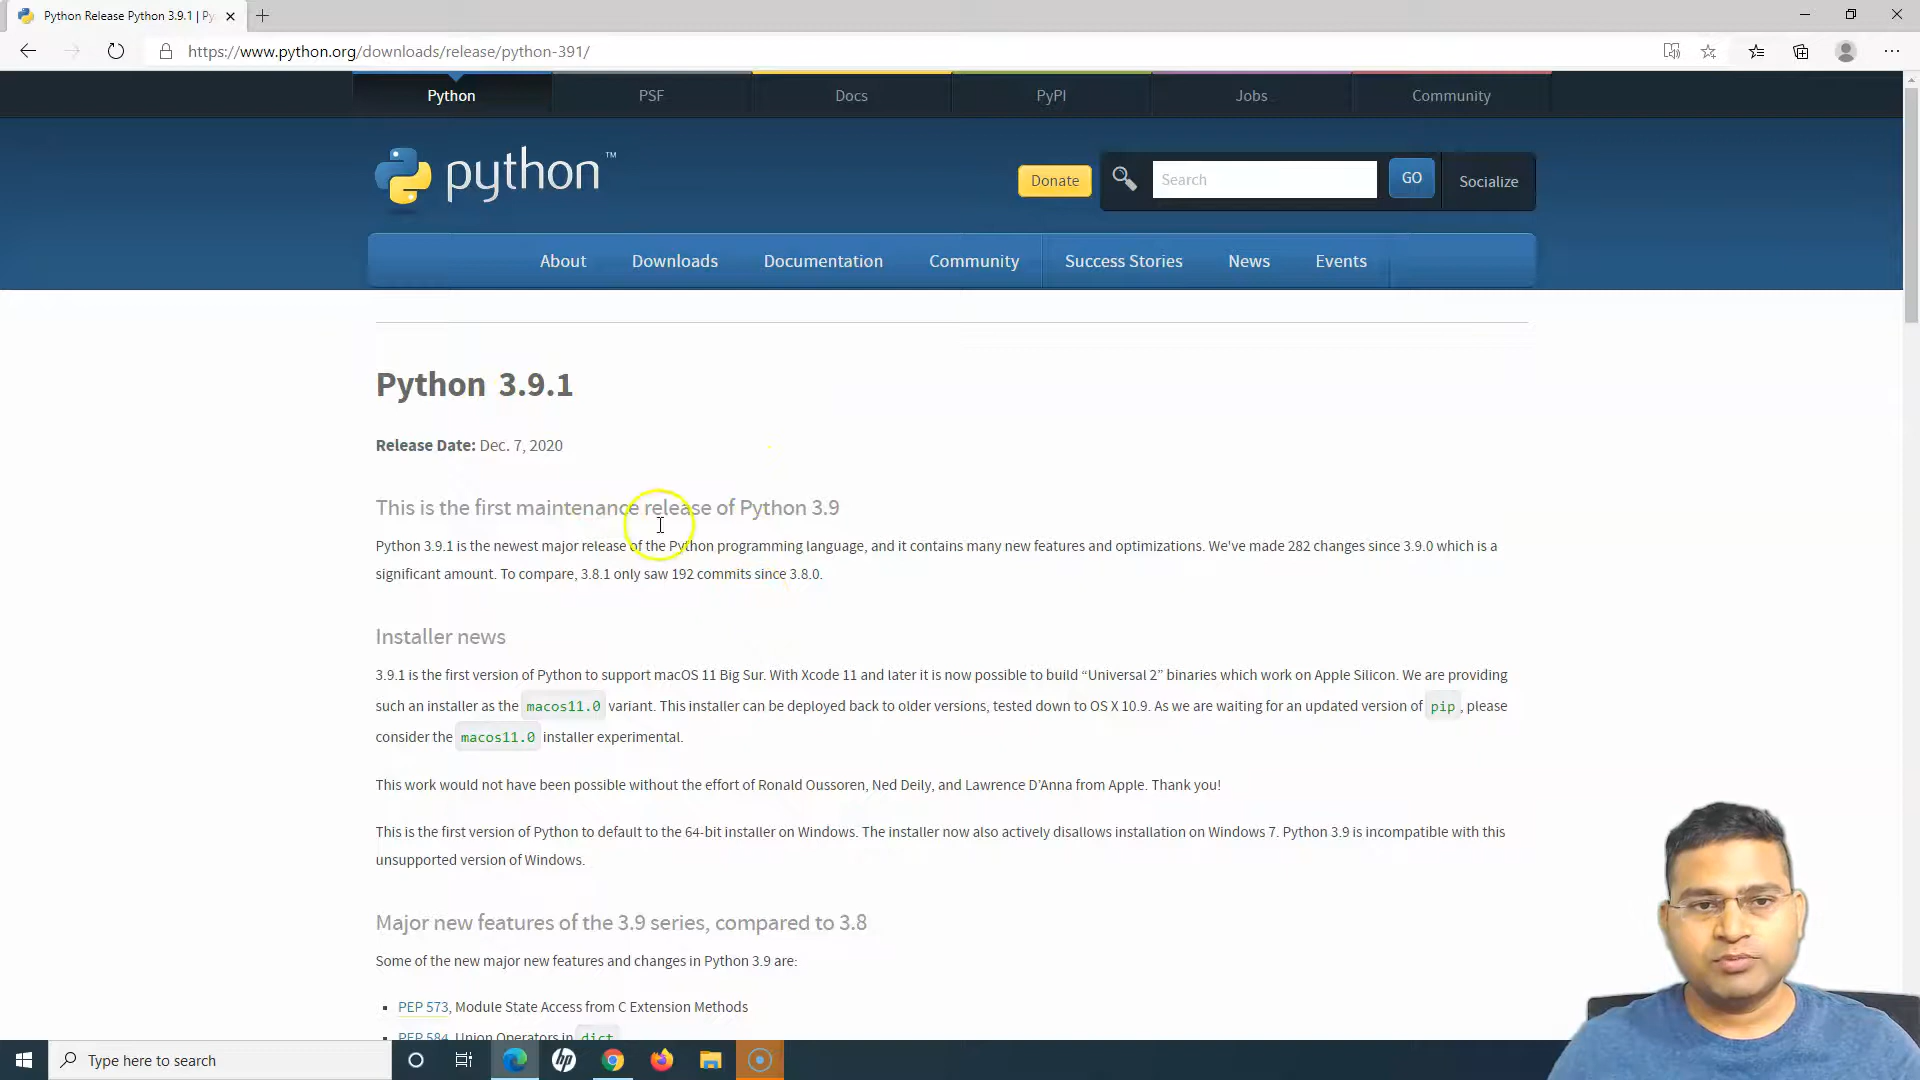 Python Release Python 3.9.1 | Py
https://www.python.org/downloads/release/python-391/
Python
PSF
Docs
PyPI
Jobs
Community
python™
Donate
Search
GO
Socialize
About
Downloads
Documentation
Community
Success Stories
News
Events
Python 3.9.1
Release Date: Dec. 7, 2020
This is the first maintenance release of Python 3.9
Python 3.9.1 is the newest major release of the Python programming language, and it contains many new features and optimizations. We've made 282 changes since 3.9.0 which is a
significant amount. To compare, 3.8.1 only saw 192 commits since 3.8.0.
Installer news
3.9.1 is the first version of Python to support macOS 11 Big Sur. With Xcode 11 and later it is now possible to build “Universal 2” binaries which work on Apple Silicon. We are providing
such an installer as the macos11.0 variant. This installer can be deployed back to older versions, tested down to OS X 10.9. As we are waiting for an updated version of pip, please
consider the macos11.0 installer experimental.
This work would not have been possible without the effort of Ronald Oussoren, Ned Deily, and Lawrence D’Anna from Apple. Thank you!
This is the first version of Python to default to the 64-bit installer on Windows. The installer now also actively disallows installation on Windows 7. Python 3.9 is incompatible with this
unsupported version of Windows.
Major new features of the 3.9 series, compared to 3.8
Some of the new major new features and changes in Python 3.9 are:
PEP 573, Module State Access from C Extension Methods
PEP 584, Union Operators in dict
Type here to search
hp